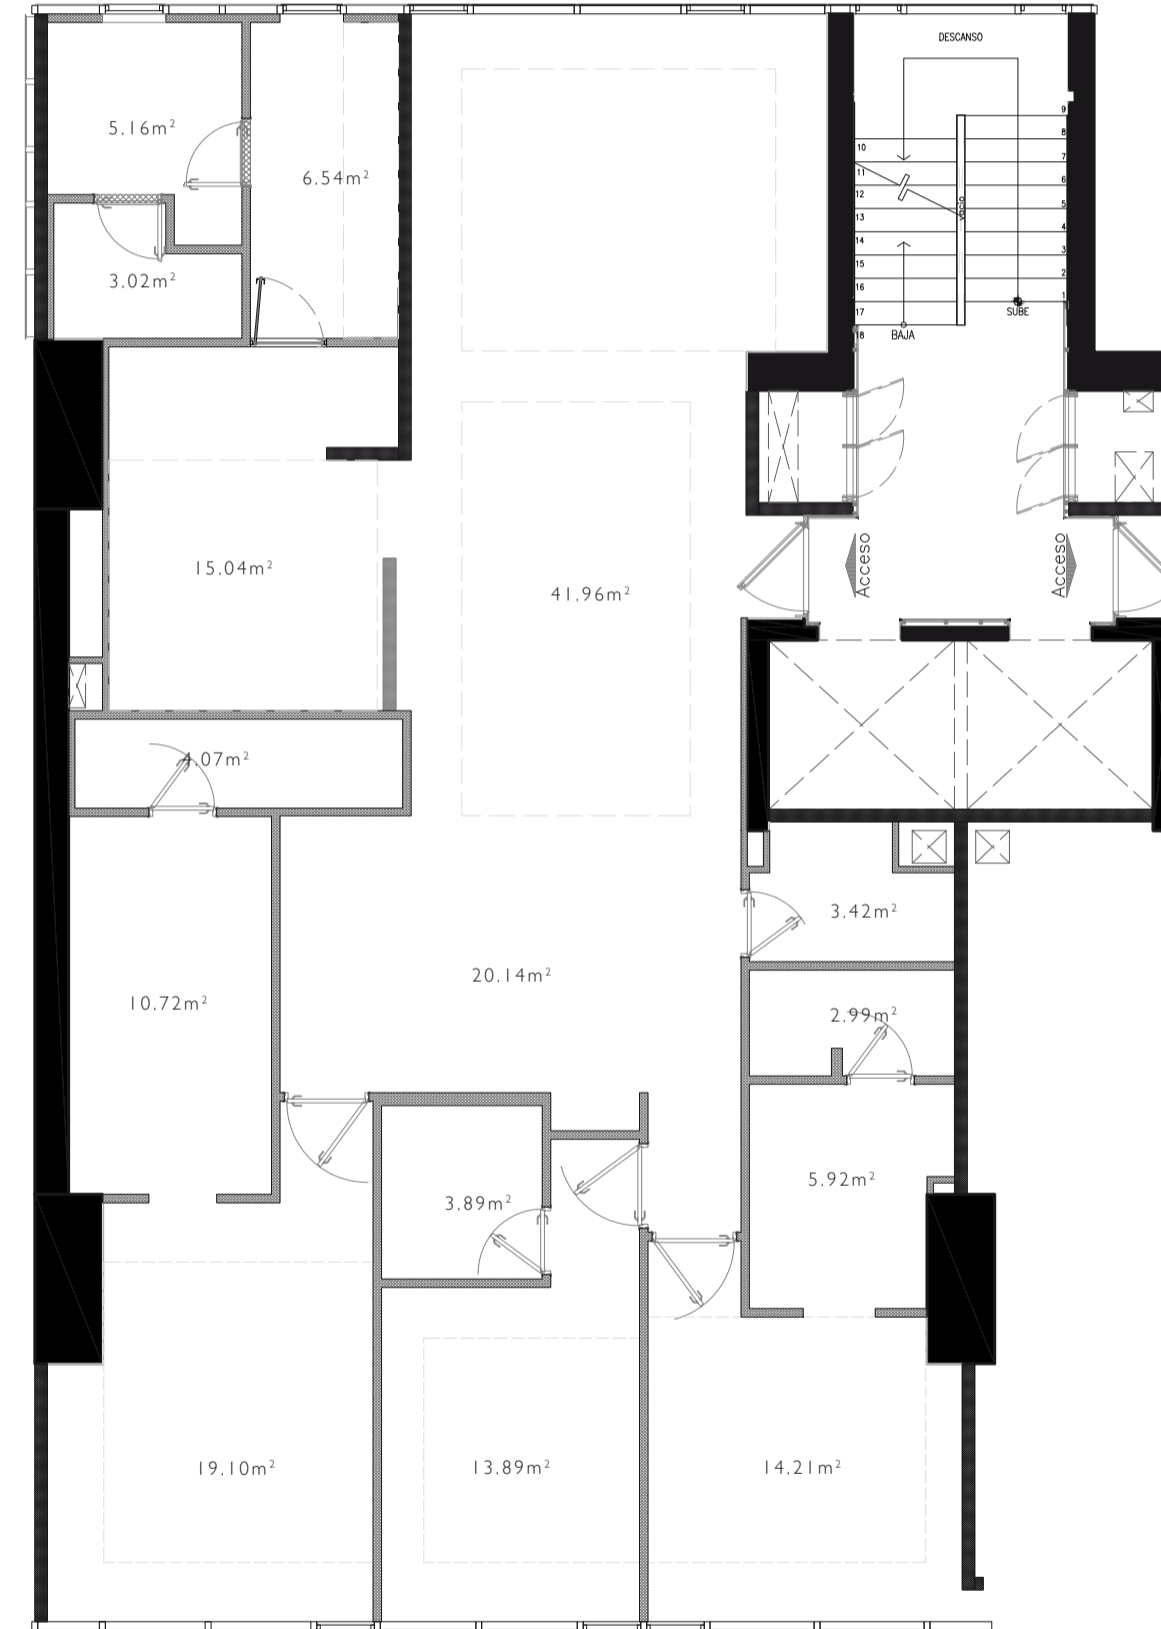 DESCANSO
9
8
10
7
11
6
12
5
vacio
13
4
14
3
15
2
16
1
17
SUBE
18
BAJA
5.16m²
6.54m²
3.02m²
15.04m²
41.96m²
Acceso
Acceso
4.07m²
3.42m²
20.14m²
10.72m²
2.99m²
5.92m²
3.89m²
19.10m²
13.89m²
14.21m²